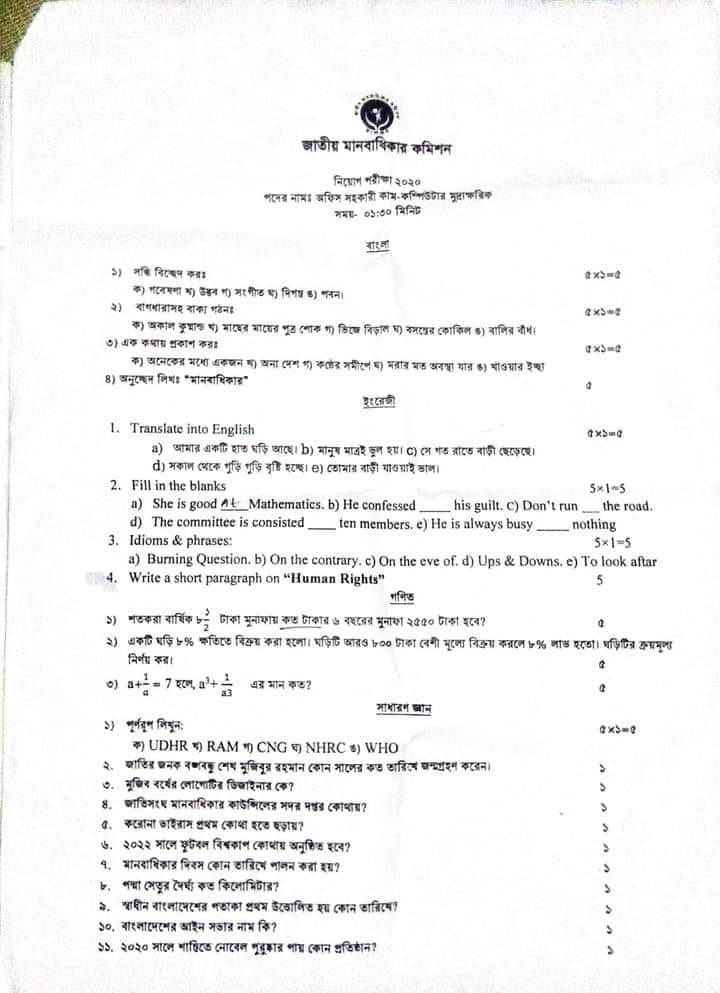 জাতীয় মানবাধিকার কমিশন
নিয়োগ পরীক্ষা ২০২০
পদের নামঃ অফিস সহকারী কাম-কম্পিউটার মুদ্রাক্ষরিক
সময়- ০১:৩০ মিনিট
বাংলা
১) সন্ধি বিচ্ছেদ করঃ ৫×১=৫
ক) গবেষণা খ) উদ্ভব গ) সংগীত ঘ) দিগন্ত ঙ) পবন।
২) বাগধারাসহ বাক্য গঠনঃ ৫×১=৫
ক) অকাল কুষ্মান্ড খ) মাছের মায়ের পুত্র শোক গ) ভিজে বিড়াল ঘ) বসন্তের কোকিল ঙ) বালির বাঁধ।
৩) এক কথায় প্রকাশ করঃ ৫×১=৫
ক) অনেকের মধ্যে একজন খ) অন্য দেশ গ) কণ্ঠের সমীপে ঘ) মরার মত অবস্থা যার ঙ) খাওয়ার ইচ্ছা
৪) অনুচ্ছেদ লিখঃ “মানবাধিকার” ৫
ইংরেজী
1. Translate into English ৫×১=৫
a) আমার একটি হাত ঘড়ি আছে। b) মানুষ মাত্রই ভুল হয়। C) সে গত রাতে বাড়ী ছেড়েছে।
d) সকাল থেকে গুড়ি গুড়ি বৃষ্টি হচ্ছে। e) তোমার বাড়ী যাওয়াই ভাল।
2. Fill in the blanks 5×1=5
a) She is good At Mathematics. b) He confessed ____ his guilt. C) Don't run ___ the road.
d) The committee is consisted ____ ten members. e) He is always busy _____ nothing
3. Idioms & phrases: 5×1=5
a) Burning Question. b) On the contrary. c) On the eve of. d) Ups & Downs. e) To look aftar
4. Write a short paragraph on “Human Rights” 5
গণিত
১) শতকরা বার্ষিক ৮ ১/২ টাকা মুনাফায় কত টাকার ৬ বছরের মুনাফা ২৫৫০ টাকা হবে? ৫
২) একটি ঘড়ি ৮% ক্ষতিতে বিক্রয় করা হলো। ঘড়িটি আরও ৮০০ টাকা বেশী মূল্যে বিক্রয় করলে ৮% লাভ হতো। ঘড়িটির ক্রয়মূল্য
নির্ণয় কর। ৫
৩) a+1/a = 7 হলে, a³+ 1/a3 এর মান কত? ৫
সাধারণ জ্ঞান
১) পূর্ণরূপ লিখুন: ৫×১=৫
ক) UDHR খ) RAM গ) CNG ঘ) NHRC ঙ) WHO
২. জাতির জনক বঙ্গবন্ধু শেখ মুজিবুর রহমান কোন সালের কত তারিখে জন্মগ্রহণ করেন। ১
৩. মুজিব বর্ষের লোগোটির ডিজাইনার কে? ১
৪. জাতিসংঘ মানবাধিকার কাউন্সিলের সদর দপ্তর কোথায়? ১
৫. করোনা ভাইরাস প্রথম কোথা হতে ছড়ায়? ১
৬. ২০২২ সালে ফুটবল বিশ্বকাপ কোথায় অনুষ্ঠিত হবে? ১
৭. মানবাধিকার দিবস কোন তারিখে পালন করা হয়? ১
৮. পদ্মা সেতুর দৈর্ঘ্য কত কিলোমিটার? ১
৯. স্বাধীন বাংলাদেশের পতাকা প্রথম উত্তোলিত হয় কোন তারিখে? ১
১০. বাংলাদেশের আইন সভার নাম কি? ১
১১. ২০২০ সালে শান্তিতে নোবেল পুরুষ্কার পায় কোন প্রতিষ্ঠান? ১